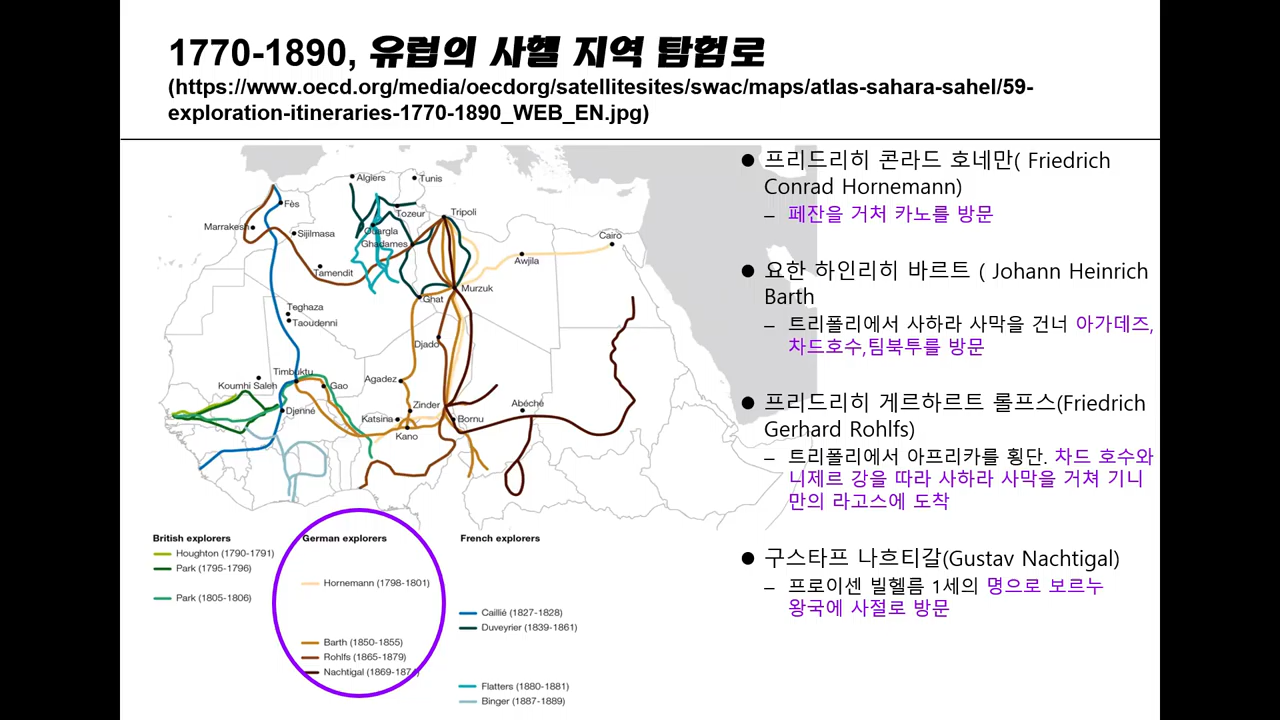 1770-1890, 유럽의 사헬 지역 탐험로
(https://www.oecd.org/media/oecdorg/satellitesites/swac/maps/atlas-sahara-sahel/59-
exploration-itineraries-1770-1890_WEB_EN.jpg)
Algiers
Tunis
Fès
Tozeur
Tripoli
Marrakesh
Sijilmasa
Ouargla
Ghadames
Cairo
Awjila
Tamendit
Murzuk
Ghat
Teghaza
Taoudenni
Djado
Timbuktu
Koumhi Saleh
Gao
Agadez
Djenné
Zinder
Katsina
Bornu
Abéché
Kano
British explorers
Houghton (1790-1791)
Park (1795-1796)
Park (1805-1806)
German explorers
Hornemann (1798-1801)
Barth (1850-1855)
Rohlfs (1865-1879)
Nachtigal (1869-1874)
French explorers
Caillié (1827-1828)
Duveyrier (1839-1861)
Flatters (1880-1881)
Binger (1887-1889)
● 프리드리히 콘라드 호네만( Friedrich
Conrad Hornemann)
– 페잔을 거처 카노를 방문
● 요한 하인리히 바르트 ( Johann Heinrich
Barth
– 트리폴리에서 사하라 사막을 건너 아가데즈,
차드호수,팀북투를 방문
● 프리드리히 게르하르트 롤프스(Friedrich
Gerhard Rohlfs)
– 트리폴리에서 아프리카를 횡단. 차드 호수와
니제르 강을 따라 사하라 사막을 거쳐 기니
만의 라고스에 도착
● 구스타프 나흐티갈(Gustav Nachtigal)
– 프로이센 빌헬름 1세의 명으로 보르누
왕국에 사절로 방문